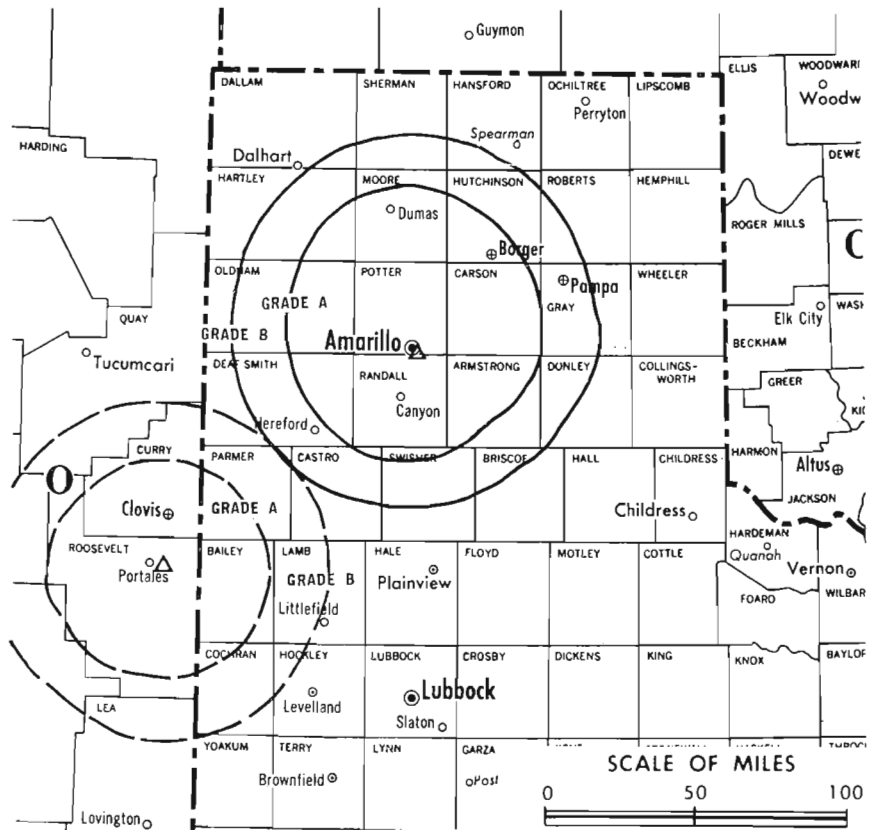 Guymon
ELLIS
WOODWARI
Woodw
DALLAM
SHERMAN
HANSFORD
OCHILTREE
LIPSCOMB
Perryton
Spearman
HARDING
Dalhart
DEWE
HARTLEY
MOORE
HUTCHINSON
ROBERTS
HEMPHILL
Dumas
ROGER MILLS
Borger
C
OLDHAM
POTTER
CARSON
WHEELER
Pampa
GRADE A
GRAY
WASH
QUAY
Elk City
GRADE B
Amarillo
BECKHAM
Tucumcari
DEAF SMITH
RANDALL
ARMSTRONG
DONLEY
COLLINGS-
WORTH
GREER
Canyon
KIC
Hereford
CURRY
PARMER
CASTRO
SWISHER
BRISCOE
HALL
CHILDRESS
HARMON
Altus
O
Clovis
GRADE A
Childress
JACKSON
HARDEMAN
ROOSEVELT
BAILEY
LAMB
HALE
FLOYD
MOTLEY
COTTLE
Quanah
Portales
GRADE B
Plainview
Vernon
FOARD
WILBAR
Littlefield
COCHRAN
HOCKLEY
LUBBOCK
CROSBY
DICKENS
KING
KNOX
BAYLOR
Levelland
Lubbock
LEA
Slaton
YOAKUM
TERRY
LYNN
GARZA
SCALE OF MILES
Brownfield
Post
0
50
100
Lovington